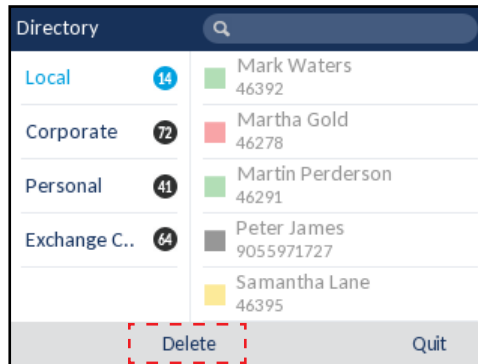 Directory
Local 14
Corporate 72
Personal 41
Exchange C.. 64
Mark Waters
46392
Martha Gold
46278
Martin Perderson
46291
Peter James
9055971727
Samantha Lane
46395
Delete Quit